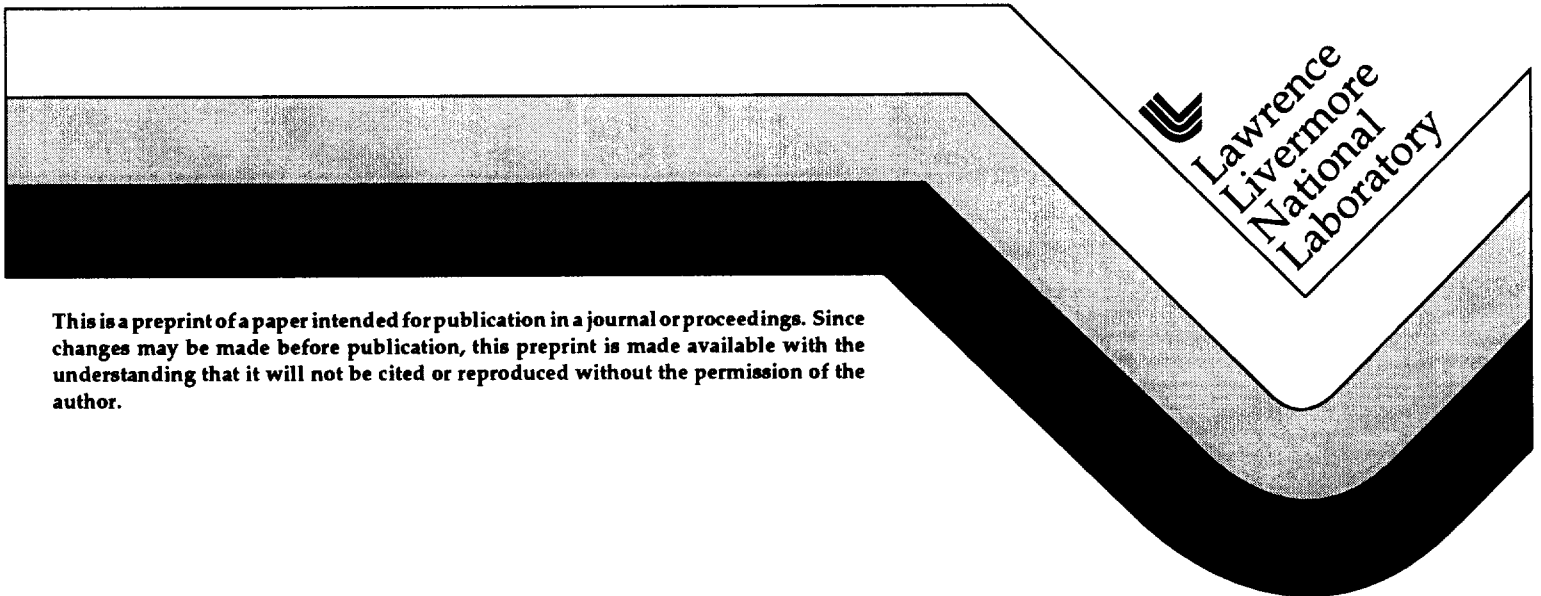 Lawrence
Livermore
National
Laboratory
This is a preprint of a paper intended for publication in a journal or proceedings. Since
changes may be made before publication, this preprint is made available with the
understanding that it will not be cited or reproduced without the permission of the
author.